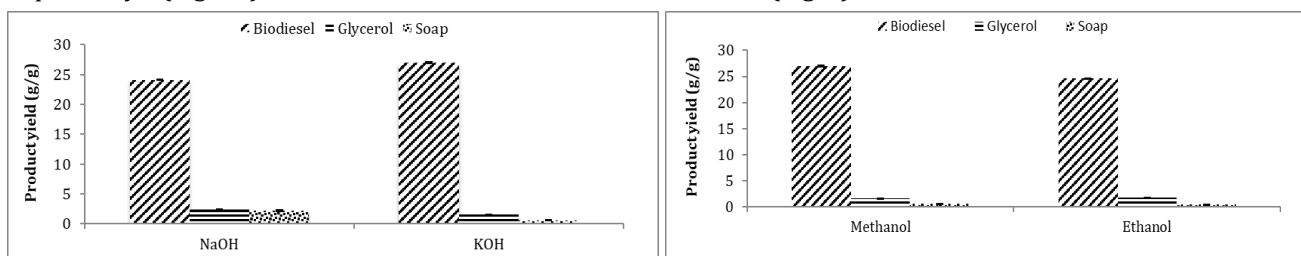 Biodiesel Glycerol Soap
30
25
20
15
10
5
0
Product yield (g/g)
NaOH KOH
Biodiesel Glycerol Soap
30
25
20
15
10
5
0
Product yield (g/g)
Methanol Ethanol